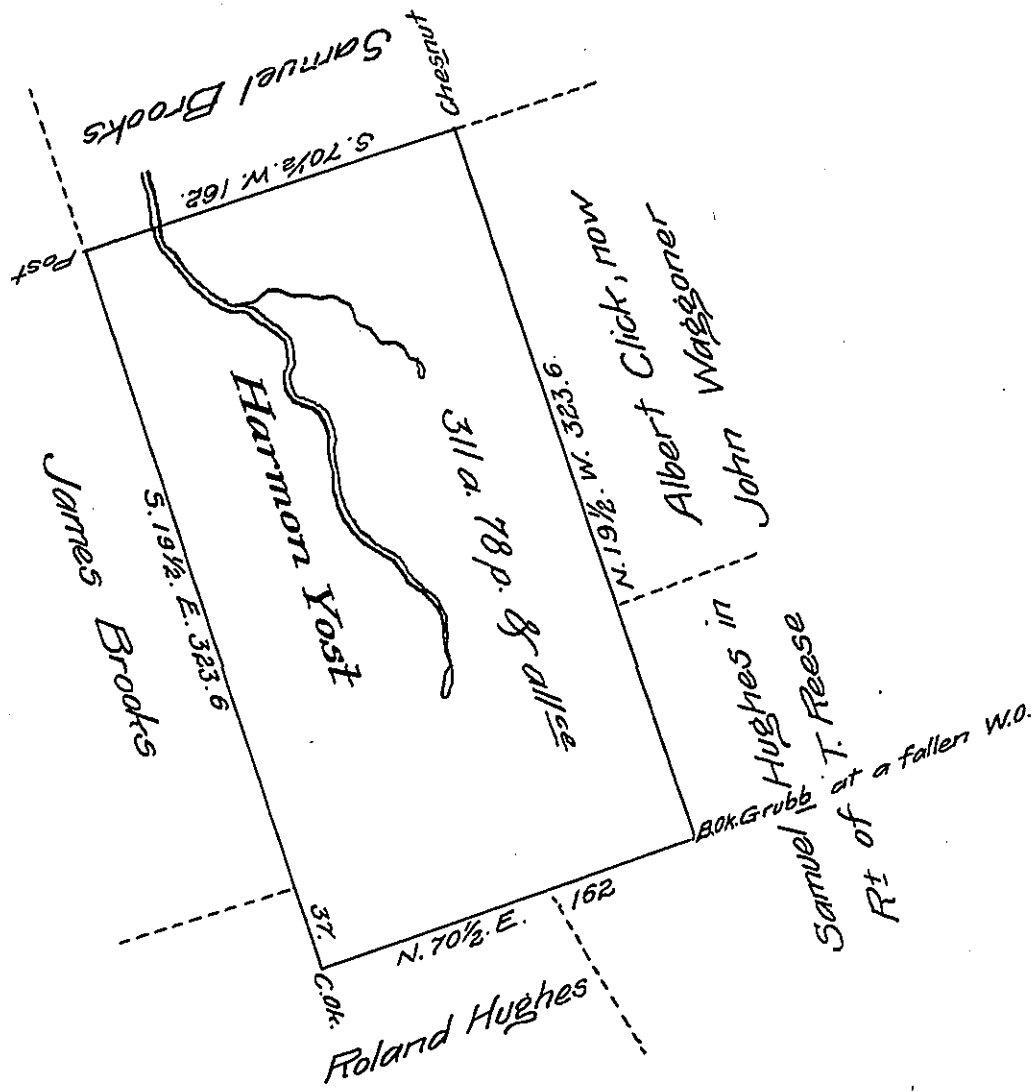 Samuel Brooks
Chesnut
S. 70½. W. 162.
Post
Albert Click, now
John Waggoner
N. 19½. W. 323.6.
Harmon Yost
311 a. 78 p. & allce
James Brooks
S. 19½. E. 323.6
Samuel Hughes in
Rt of T. Reese
B.Ok. Grubb at a fallen W.O.
37.
C.Ok.
N. 70½. E. 162
Roland Hughes